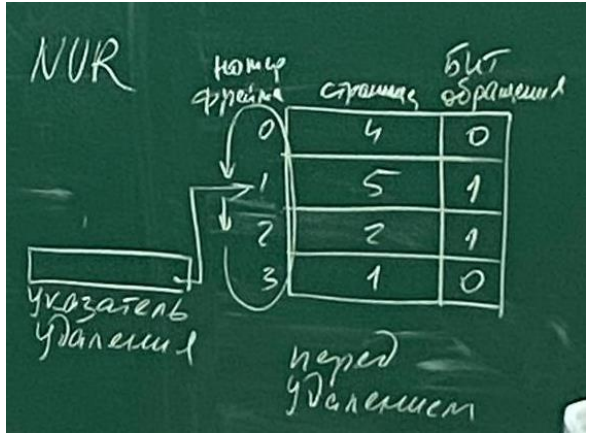 NUR
номер
фрейма
страница
бит
обращения
0 4 0
1 5 1
2 2 1
3 1 0
указатель
удаления
перед
удалением